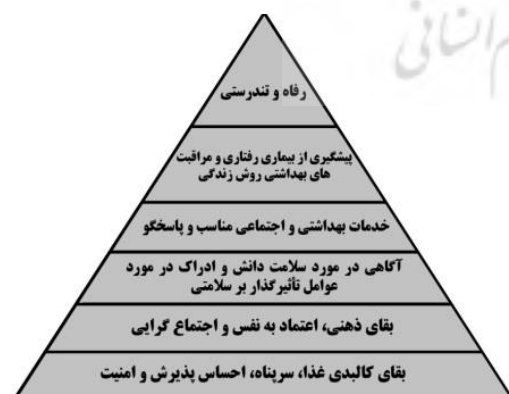 م انسانی
رفاه و تندرستی
پیشگیری از بیماری رفتاری و مراقبت
های بهداشتی روش زندگی
خدمات بهداشتی و اجتماعی مناسب و پاسخگو
آگاهی در مورد سلامت دانش و ادراک در مورد
عوامل تأثیرگذار بر سلامتی
بقای ذهنی، اعتماد به نفس و اجتماع گرایی
بقای کالبدی غذا، سرپناه، احساس پذیرش و امنیت